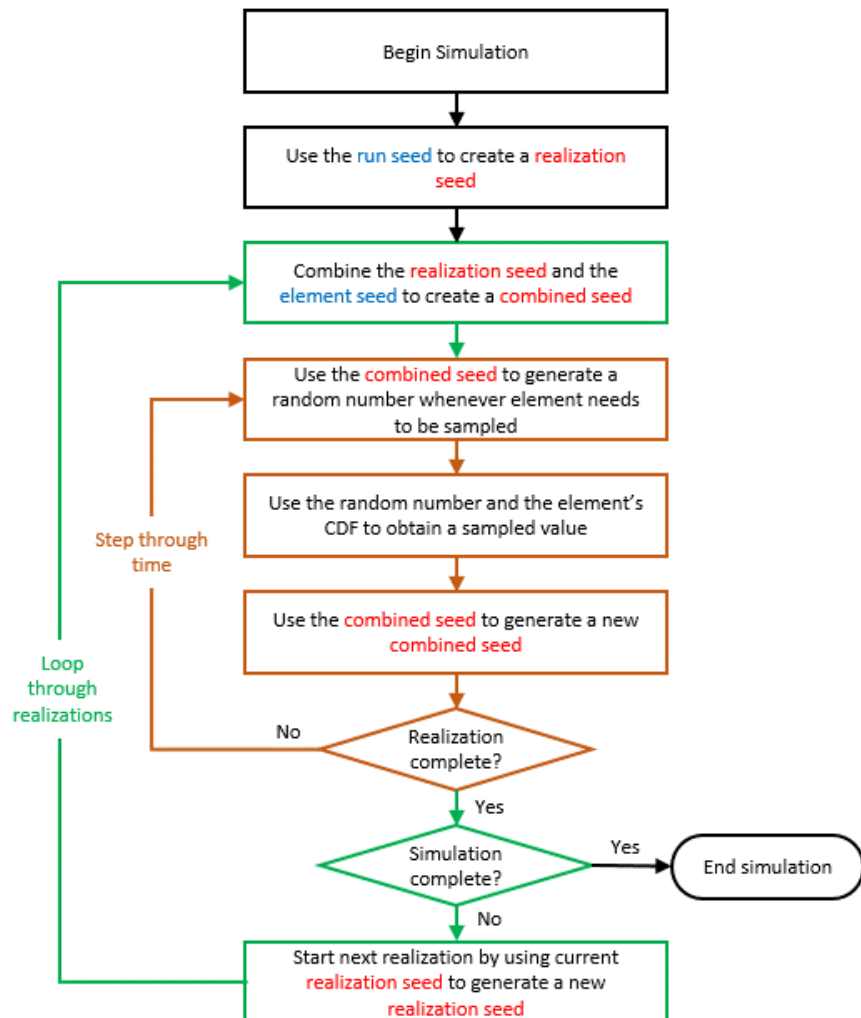 Begin Simulation
Use the run seed to create a realization
seed
Combine the realization seed and the
element seed to create a combined seed
Use the combined seed to generate a
random number whenever element needs
to be sampled
Use the random number and the element's
CDF to obtain a sampled value
Step through
time
Use the combined seed to generate a new
combined seed
Loop
through
realizations
No
Realization
complete?
Yes
Simulation
complete?
Yes
End simulation
No
Start next realization by using current
realization seed to generate a new
realization seed